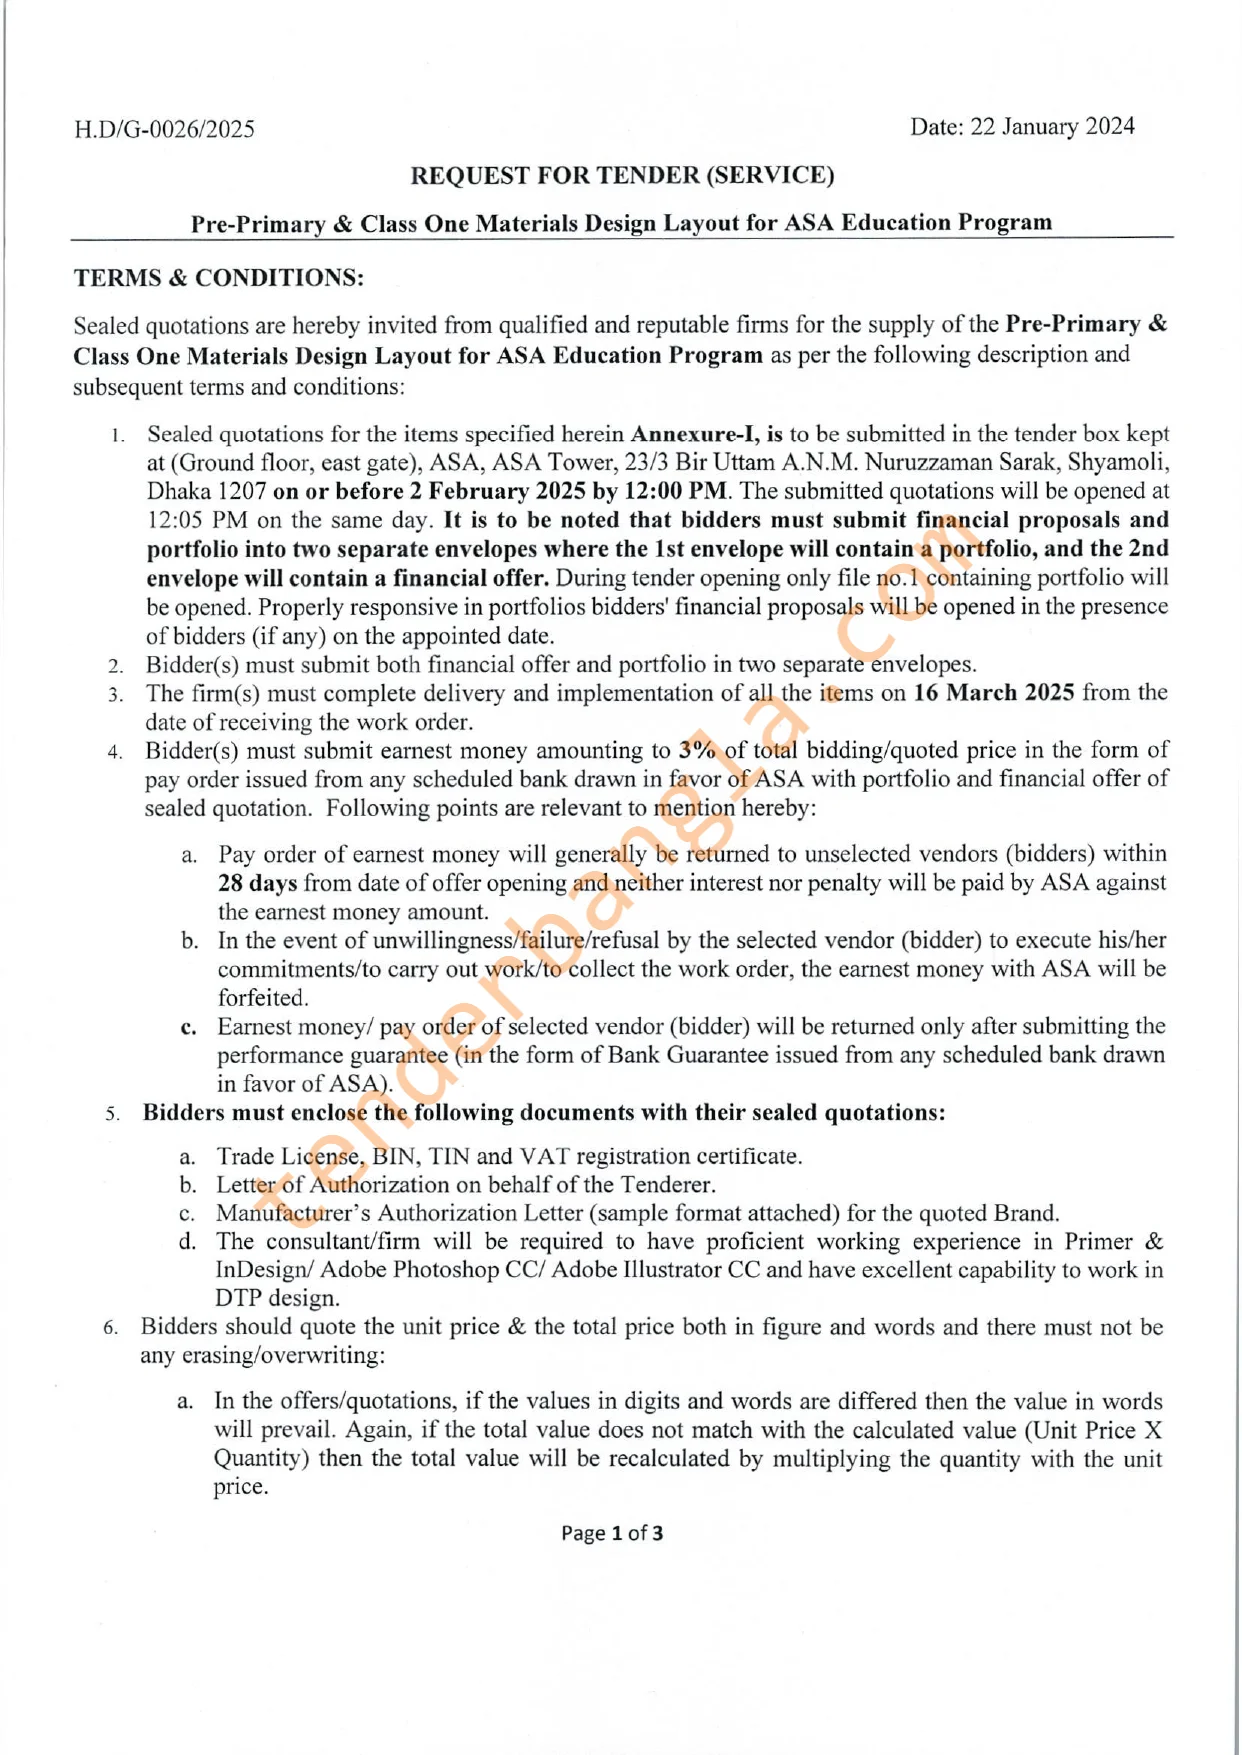 H.D/G-0026/2025 Date: 22 January 2024
REQUEST FOR TENDER (SERVICE)
Pre-Primary & Class One Materials Design Layout for ASA Education Program
TERMS & CONDITIONS:
Sealed quotations are hereby invited from qualified and reputable firms for the supply of the Pre-Primary &
Class One Materials Design Layout for ASA Education Program as per the following description and
subsequent terms and conditions:
1. Sealed quotations for the items specified herein Annexure-I, is to be submitted in the tender box kept
at (Ground floor, east gate), ASA, ASA Tower, 23/3 Bir Uttam A.N.M. Nuruzzaman Sarak, Shyamoli,
Dhaka 1207 on or before 2 February 2025 by 12:00 PM. The submitted quotations will be opened at
12:05 PM on the same day. It is to be noted that bidders must submit financial proposals and
portfolio into two separate envelopes where the 1st envelope will contain a portfolio, and the 2nd
envelope will contain a financial offer. During tender opening only file no.1 containing portfolio will
be opened. Properly responsive in portfolios bidders' financial proposals will be opened in the presence
of bidders (if any) on the appointed date.
2. Bidder(s) must submit both financial offer and portfolio in two separate envelopes.
3. The firm(s) must complete delivery and implementation of all the items on 16 March 2025 from the
date of receiving the work order.
4. Bidder(s) must submit earnest money amounting to 3% of total bidding/quoted price in the form of
pay order issued from any scheduled bank drawn in favor of ASA with portfolio and financial offer of
sealed quotation. Following points are relevant to mention hereby:
a. Pay order of earnest money will generally be returned to unselected vendors (bidders) within
28 days from date of offer opening and neither interest nor penalty will be paid by ASA against
the earnest money amount.
b. In the event of unwillingness/failure/refusal by the selected vendor (bidder) to execute his/her
commitments/to carry out work/to collect the work order, the earnest money with ASA will be
forfeited.
c. Earnest money/ pay order of selected vendor (bidder) will be returned only after submitting the
performance guarantee (in the form of Bank Guarantee issued from any scheduled bank drawn
in favor of ASA).
5. Bidders must enclose the following documents with their sealed quotations:
a. Trade License, BIN, TIN and VAT registration certificate.
b. Letter of Authorization on behalf of the Tenderer.
c. Manufacturer's Authorization Letter (sample format attached) for the quoted Brand.
d. The consultant/firm will be required to have proficient working experience in Primer &
InDesign/ Adobe Photoshop CC/ Adobe Illustrator CC and have excellent capability to work in
DTP design.
6. Bidders should quote the unit price & the total price both in figure and words and there must not be
any erasing/overwriting:
a. In the offers/quotations, if the values in digits and words are differed then the value in words
will prevail. Again, if the total value does not match with the calculated value (Unit Price X
Quantity) then the total value will be recalculated by multiplying the quantity with the unit
price.
Page 1 of 3
tenderbangla.com